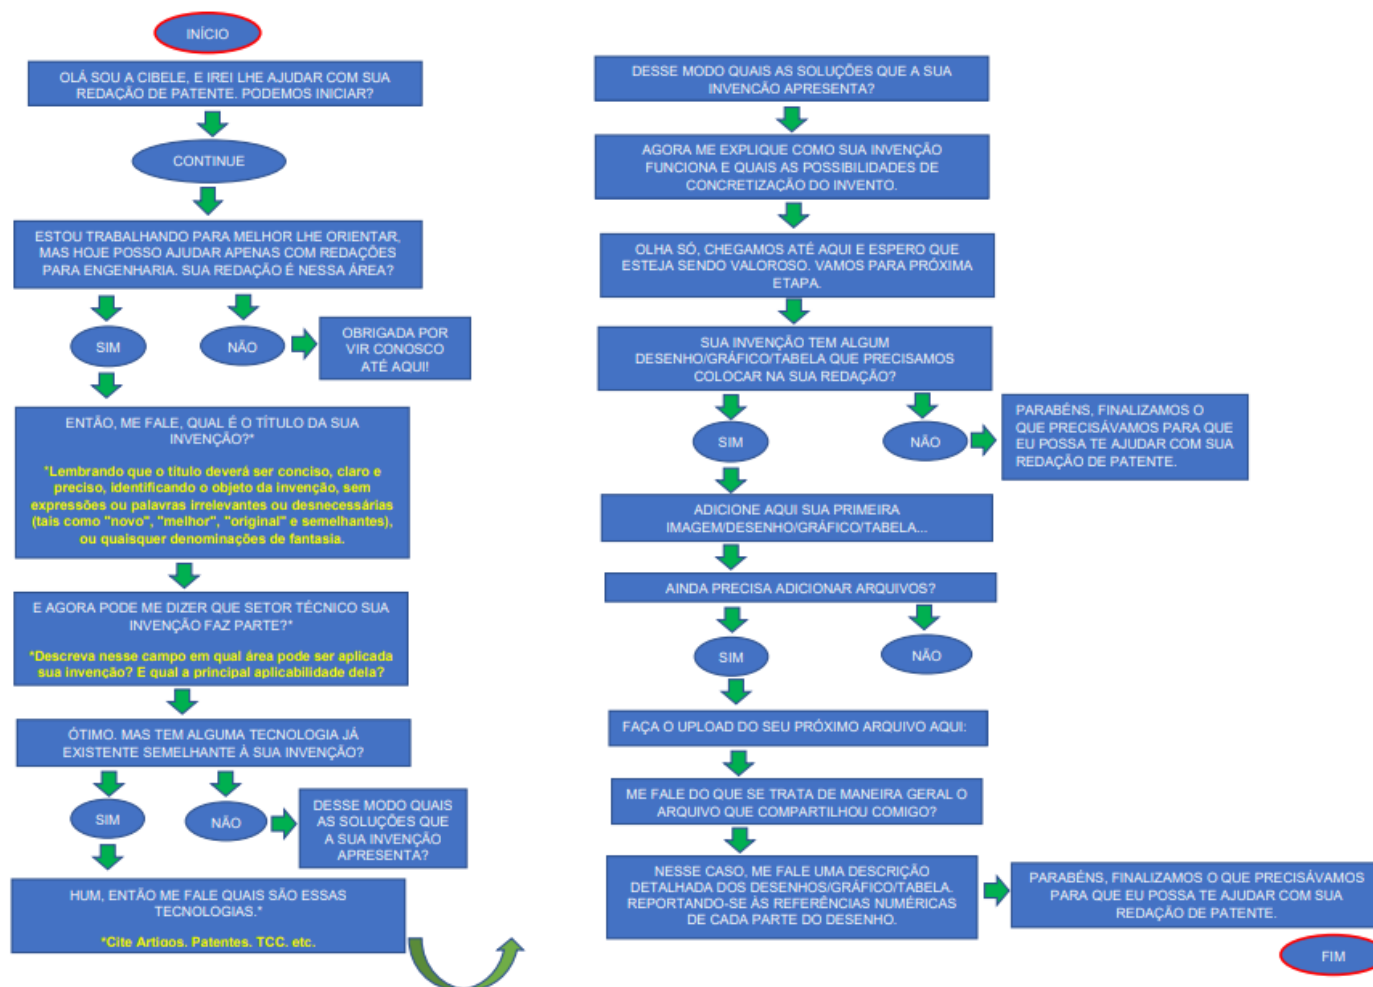 INÍCIO
OLÁ SOU A CIBELE, E IREI LHE AJUDAR COM SUA
REDAÇÃO DE PATENTE. PODEMOS INICIAR?
CONTINUE
ESTOU TRABALHANDO PARA MELHOR LHE ORIENTAR,
MAS HOJE POSSO AJUDAR APENAS COM REDAÇÕES
PARA ENGENHARIA. SUA REDAÇÃO É NESSA ÁREA?
SIM
NÃO
OBRIGADA POR
VIR CONOSCO
ATÉ AQUI!
ENTÃO, ME FALE, QUAL É O TÍTULO DA SUA
INVENÇÃO?*
*Lembrando que o título deverá ser conciso, claro e
preciso, identificando o objeto da invenção, sem
expressões ou palavras irrelevantes ou desnecessárias
(tais como "novo", "melhor", "original" e semelhantes),
ou quaisquer denominações de fantasia.
E AGORA PODE ME DIZER QUE SETOR TÉCNICO SUA
INVENÇÃO FAZ PARTE?*
*Descreva nesse campo em qual área pode ser aplicada
sua invenção? E qual a principal aplicabilidade dela?
ÓTIMO. MAS TEM ALGUMA TECNOLOGIA JÁ
EXISTENTE SEMELHANTE À SUA INVENÇÃO?
SIM
NÃO
DESSE MODO QUAIS
AS SOLUÇÕES QUE
A SUA INVENÇÃO
APRESENTA?
HUM, ENTÃO ME FALE QUAIS SÃO ESSAS
TECNOLOGIAS.*
*Cite Artigos, Patentes, TCC, etc.
DESSE MODO QUAIS AS SOLUÇÕES QUE A SUA
INVENCÃO APRESENTA?
AGORA ME EXPLIQUE COMO SUA INVENÇÃO
FUNCIONA E QUAIS AS POSSIBILIDADES DE
CONCRETIZAÇÃO DO INVENTO.
OLHA SÓ, CHEGAMOS ATÉ AQUI E ESPERO QUE
ESTEJA SENDO VALOROSO. VAMOS PARA PRÓXIMA
ETAPA.
SUA INVENÇÃO TEM ALGUM
DESENHO/GRÁFICO/TABELA QUE PRECISAMOS
COLOCAR NA SUA REDAÇÃO?
SIM
NÃO
PARABÉNS, FINALIZAMOS O
QUE PRECISÁVAMOS PARA QUE
EU POSSA TE AJUDAR COM SUA
REDAÇÃO DE PATENTE.
ADICIONE AQUI SUA PRIMEIRA
IMAGEM/DESENHO/GRÁFICO/TABELA...
AINDA PRECISA ADICIONAR ARQUIVOS?
SIM
NÃO
FAÇA O UPLOAD DO SEU PRÓXIMO ARQUIVO AQUI:
ME FALE DO QUE SE TRATA DE MANEIRA GERAL O
ARQUIVO QUE COMPARTILHOU COMIGO?
NESSE CASO, ME FALE UMA DESCRIÇÃO
DETALHADA DOS DESENHOS/GRÁFICO/TABELA.
REPORTANDO-SE ÀS REFERÊNCIAS NUMÉRICAS
DE CADA PARTE DO DESENHO.
PARABÉNS, FINALIZAMOS O QUE PRECISÁVAMOS
PARA QUE EU POSSA TE AJUDAR COM SUA
REDAÇÃO DE PATENTE.
FIM